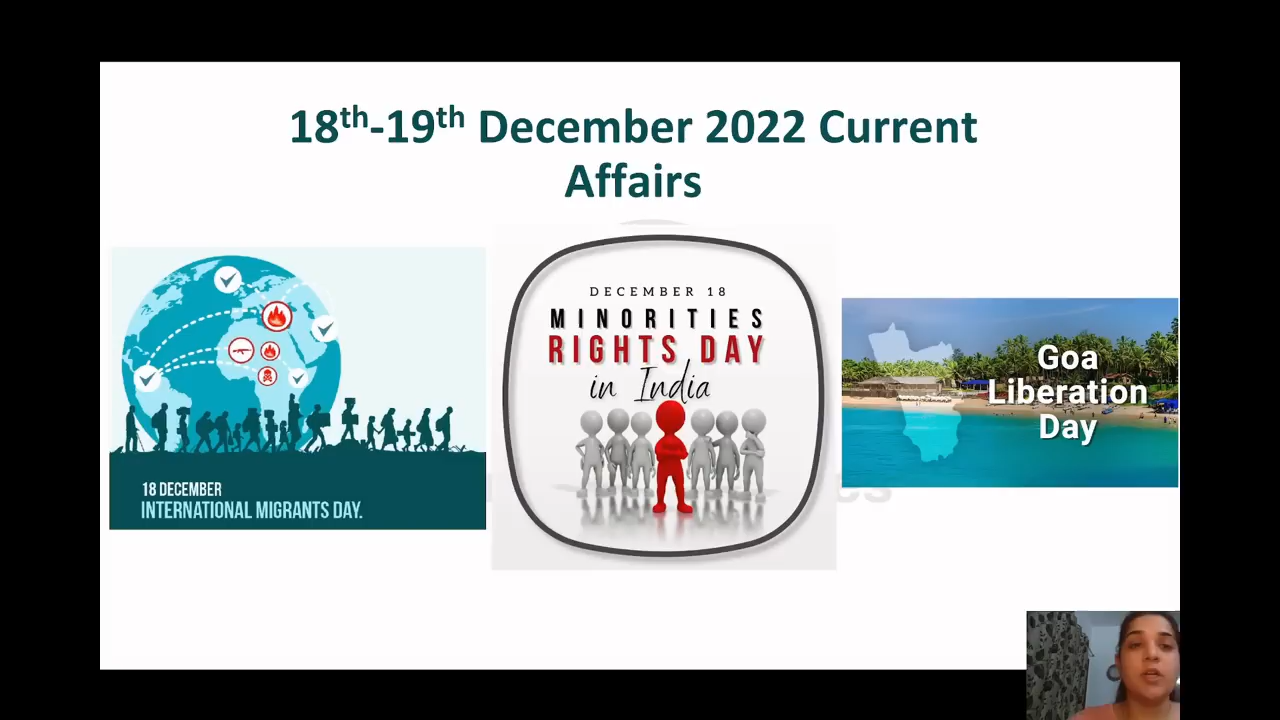 18th-19th December 2022 Current
Affairs
18 DECEMBER
INTERNATIONAL MIGRANTS DAY.
DECEMBER 18
MINORITIES
RIGHTS DAY
in India
Goa
Liberation
Day